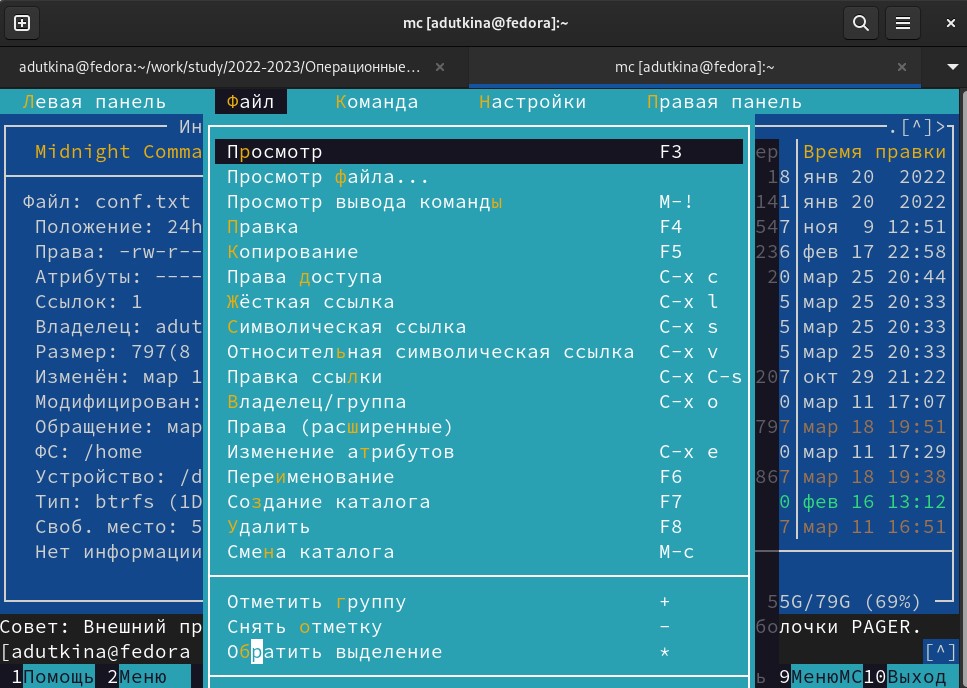 mc [adutkina@fedora]:~
adutkina@fedora:~/work/study/2022-2023/Операционные...
mc [adutkina@fedora]:~
Левая панель Файл Команда Настройки Правая панель
Ин .[^]>
Midnight Comma Просмотр F3 ер Время правки
Просмотр файла... 18 янв 20 2022
Файл: conf.txt Просмотр вывода команды M-! 141 янв 20 2022
Положение: 24h Правка F4 547 ноя 9 12:51
Права: -rw-r-- Копирование F5 236 фев 17 22:58
Атрибуты: ---- Права доступа C-x c 20 мар 25 20:44
Ссылок: 1 Жёсткая ссылка C-x l 5 мар 25 20:33
Владелец: adut Символическая ссылка C-x s 5 мар 25 20:33
Размер: 797(8 Относительная символическая ссылка C-x v 5 мар 25 20:33
Изменён: мар 1 Правка ссылки C-x C-s 207 окт 29 21:22
Модифицирован: Владелец/группа C-x o 0 мар 11 17:07
Обращение: мар Права (расширенные) 797 мар 18 19:51
ФС: /home Изменение атрибутов C-x e 0 мар 11 17:29
Устройство: /d Переименование F6 867 мар 18 19:38
Тип: btrfs (1D Создание каталога F7 0 фев 16 13:12
Своб. место: 5 Удалить F8 7 мар 11 16:51
Нет информации Смена каталога M-c
Отметить группу + 55G/79G (69%)
Совет: Внешний пр Снять отметку - болочки PAGER.
[adutkina@fedora Обратить выделение * [^]
1Помощь 2Меню ь 9МенюMC 10Выход